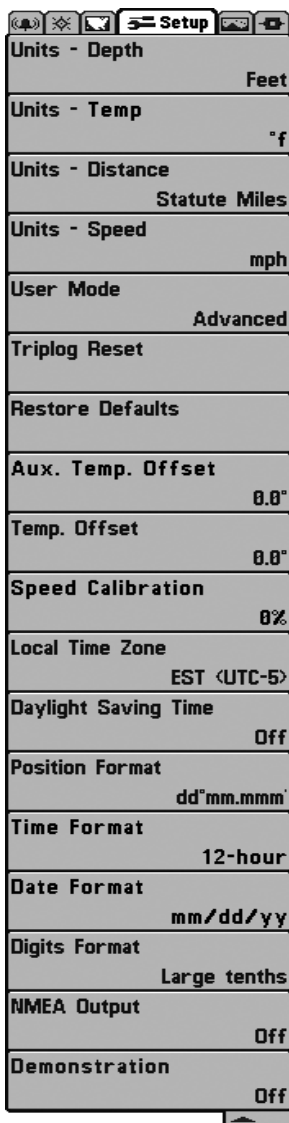 Setup
Units - Depth
Feet
Units - Temp
°f
Units - Distance
Statute Miles
Units - Speed
mph
User Mode
Advanced
Triplog Reset
Restore Defaults
Aux. Temp. Offset
0.0°
Temp. Offset
0.0°
Speed Calibration
0%
Local Time Zone
EST <UTC-5>
Daylight Saving Time
Off
Position Format
dd°mm.mmm'
Time Format
12-hour
Date Format
mm/dd/yy
Digits Format
Large tenths
NMEA Output
Off
Demonstration
Off